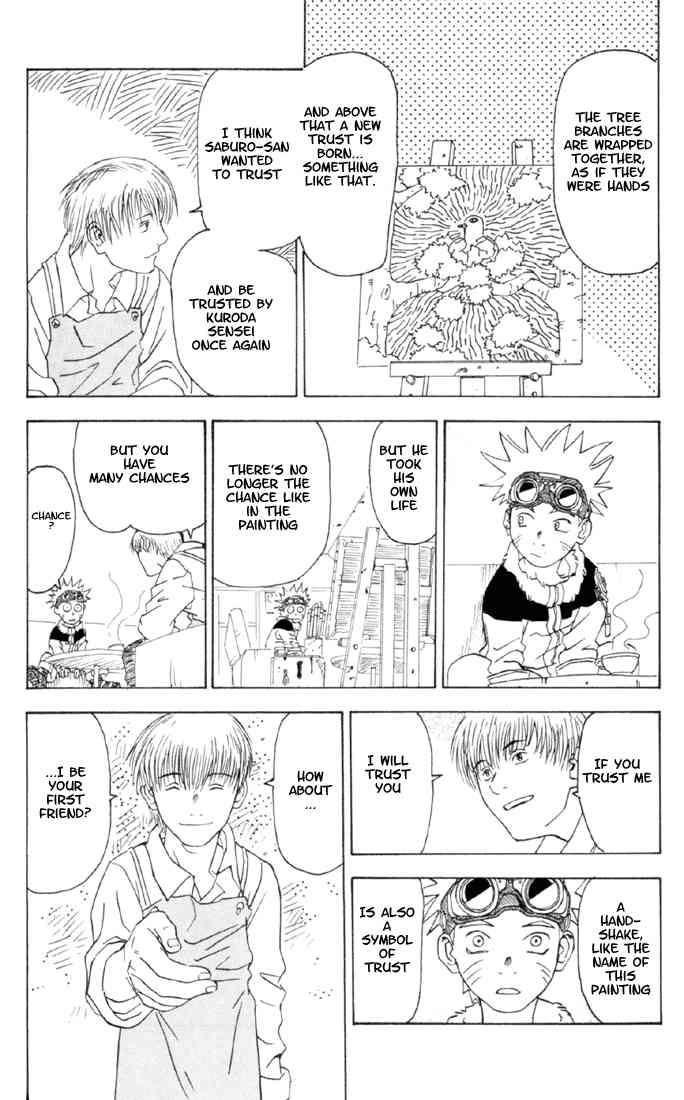 THE TREE
BRANCHES
ARE WRAPPED
TOGETHER,
AS IF THEY
WERE HANDS
AND ABOVE
THAT A NEW
TRUST IS
BORN...
SOMETHING
LIKE THAT.
I THINK
SABURO-SAN
WANTED
TO TRUST
AND BE
TRUSTED BY
KURODA
SENSEI
ONCE AGAIN
BUT HE
TOOK
HIS
OWN
LIFE
THERE'S NO
LONGER THE
CHANCE LIKE
IN THE
PAINTING
BUT YOU
HAVE
MANY CHANCES
CHANCE
?
IF YOU
TRUST ME
I WILL
TRUST
YOU
A
HAND-
SHAKE,
LIKE THE
NAME OF
THIS
PAINTING
IS ALSO
A
SYMBOL
OF
TRUST
HOW
ABOUT
...
...I BE
YOUR
FIRST
FRIEND?